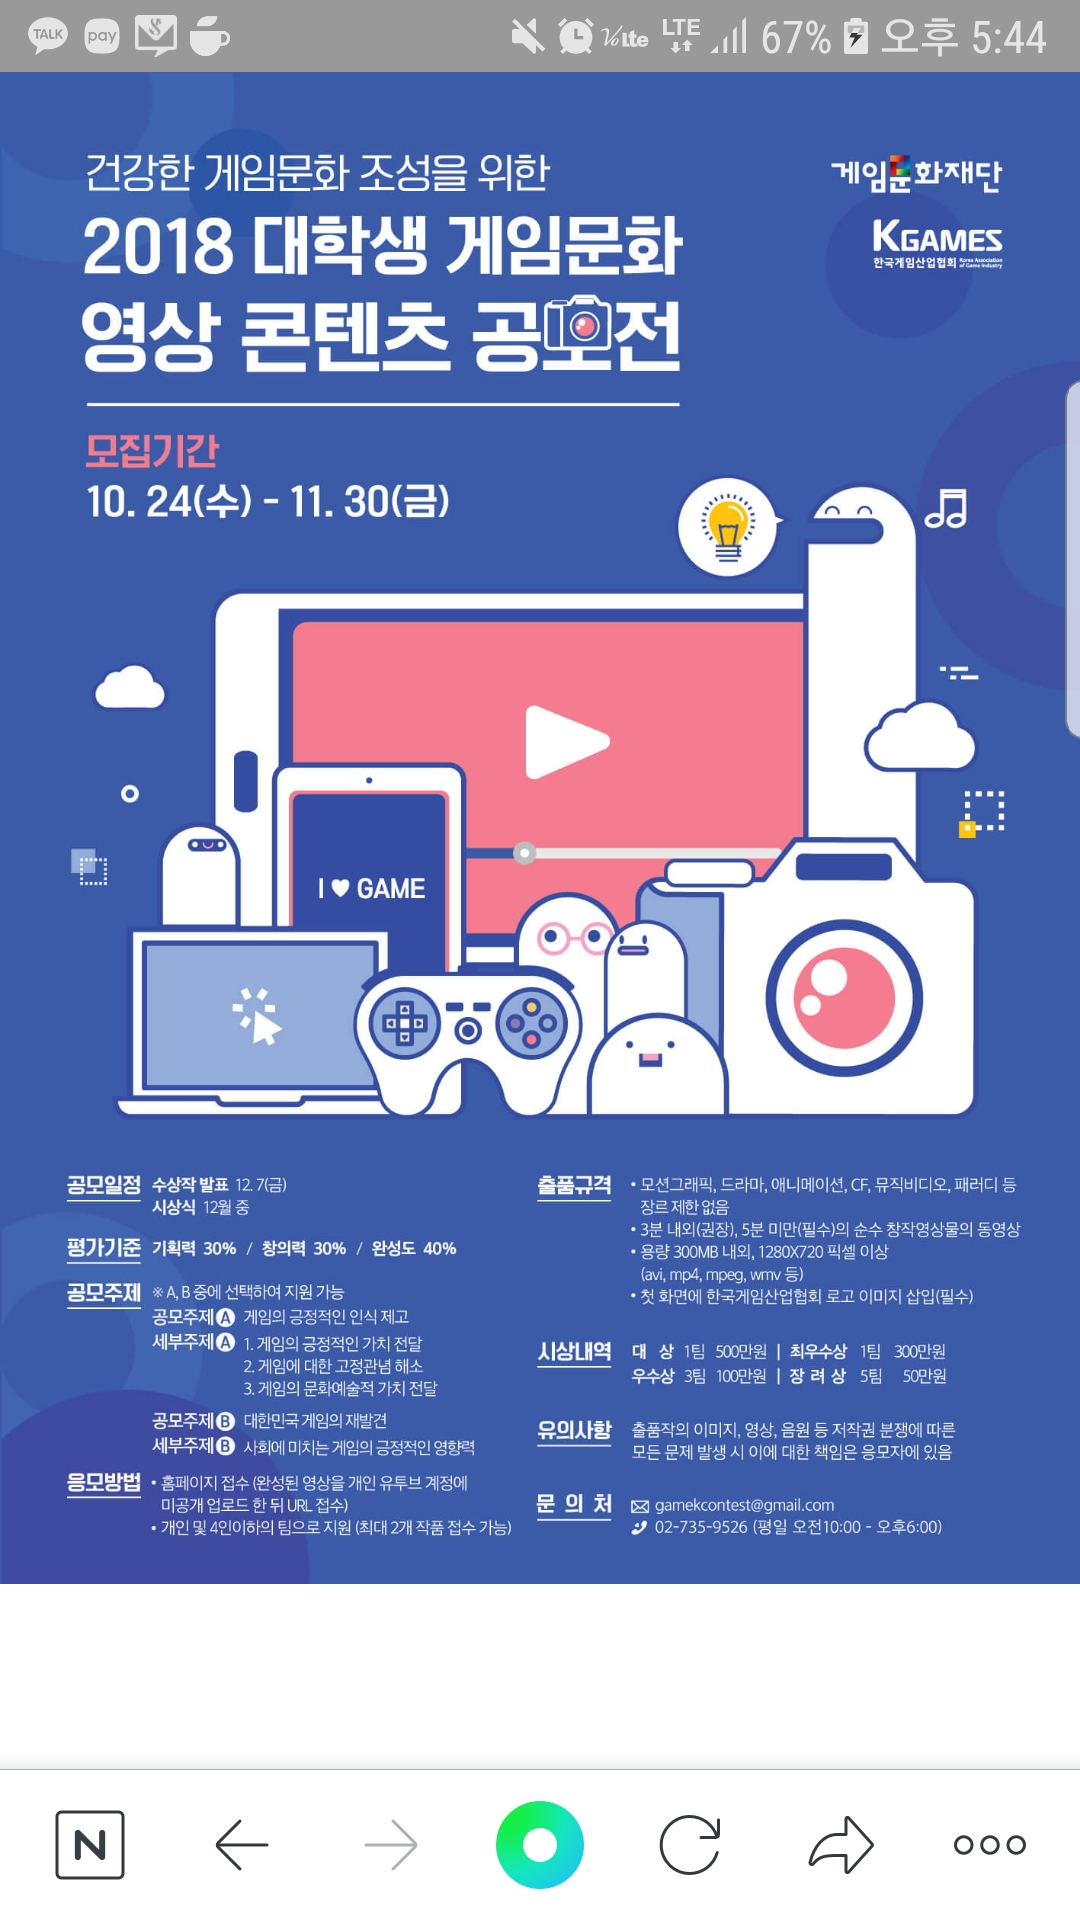 TALK pay LTE 67% 오후 5:44
건강한 게임문화 조성을 위한
2018 대학생 게임문화
영상 콘텐츠 공모전
게임문화재단
KGAMES
한국게임산업협회 Korea Association of Game Industry
모집기간
10. 24(수) - 11. 30(금)
I ♥ GAME
공모일정 수상작 발표 12. 7(금)
시상식 12월 중
평가기준 기획력 30% / 창의력 30% / 완성도 40%
공모주제 ※ A, B 중에 선택하여 지원 가능
공모주제 A 게임의 긍정적인 인식 제고
세부주제 A 1. 게임의 긍정적인 가치 전달
2. 게임에 대한 고정관념 해소
3. 게임의 문화예술적 가치 전달
공모주제 B 대한민국 게임의 재발견
세부주제 B 사회에 미치는 게임의 긍정적인 영향력
응모방법 • 홈페이지 접수 (완성된 영상을 개인 유투브 계정에
미공개 업로드 한 뒤 URL 접수)
• 개인 및 4인이하의 팀으로 지원 (최대 2개 작품 접수 가능)
출품규격 • 모션그래픽, 드라마, 애니메이션, CF, 뮤직비디오, 패러디 등
장르 제한 없음
• 3분 내외(권장), 5분 미만(필수)의 순수 창작영상물의 동영상
• 용량 300MB 내외, 1280X720 픽셀 이상
(avi, mp4, mpeg, wmv 등)
• 첫 화면에 한국게임산업협회 로고 이미지 삽입(필수)
시상내역 대 상 1팀 500만원 | 최우수상 1팀 300만원
우수상 3팀 100만원 | 장 려 상 5팀 50만원
유의사항 출품작의 이미지, 영상, 음원 등 저작권 분쟁에 따른
모든 문제 발생 시 이에 대한 책임은 응모자에 있음
문 의 처 gamekcontest@gmail.com
02-735-9526 (평일 오전10:00 - 오후6:00)
N